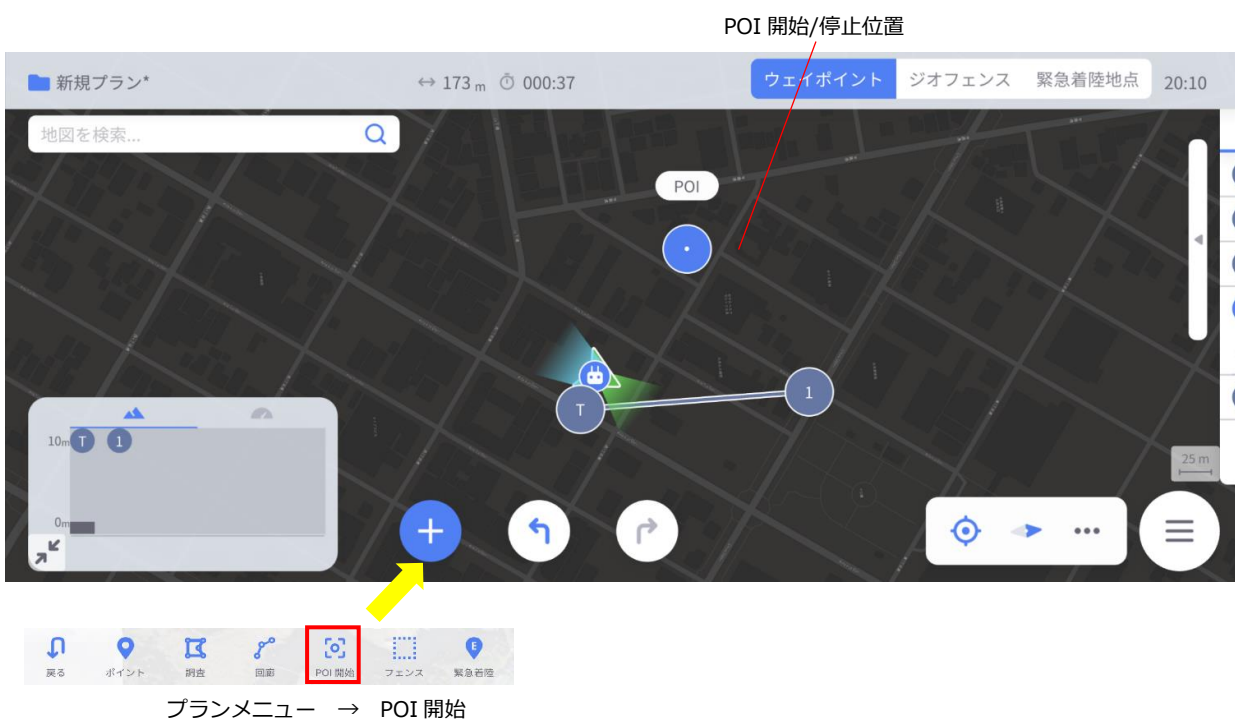 POI 開始/停止位置
新規プラン*
173 m
000:37
ウェイポイント
ジオフェンス
緊急着陸地点
20:10
地図を検索...
POI
T
1
10m
T
1
0m
25 m
戻る
ポイント
調査
回廊
POI 開始
フェンス
E
緊急着陸
プランメニュー → POI 開始